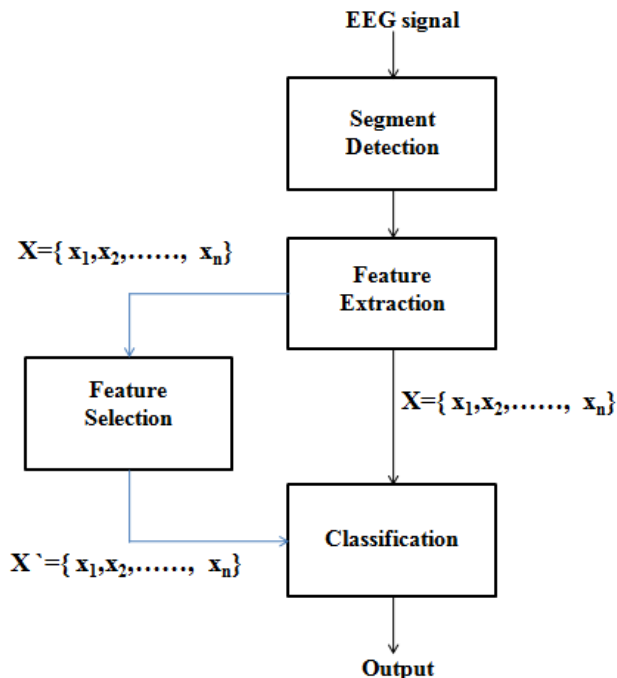 EEG signal
Segment
Detection
X={ x₁,x₂,......, xₙ}
Feature
Extraction
Feature
Selection
X={ x₁,x₂,......, xₙ}
Classification
X `={ x₁,x₂,......, xₙ}
Output